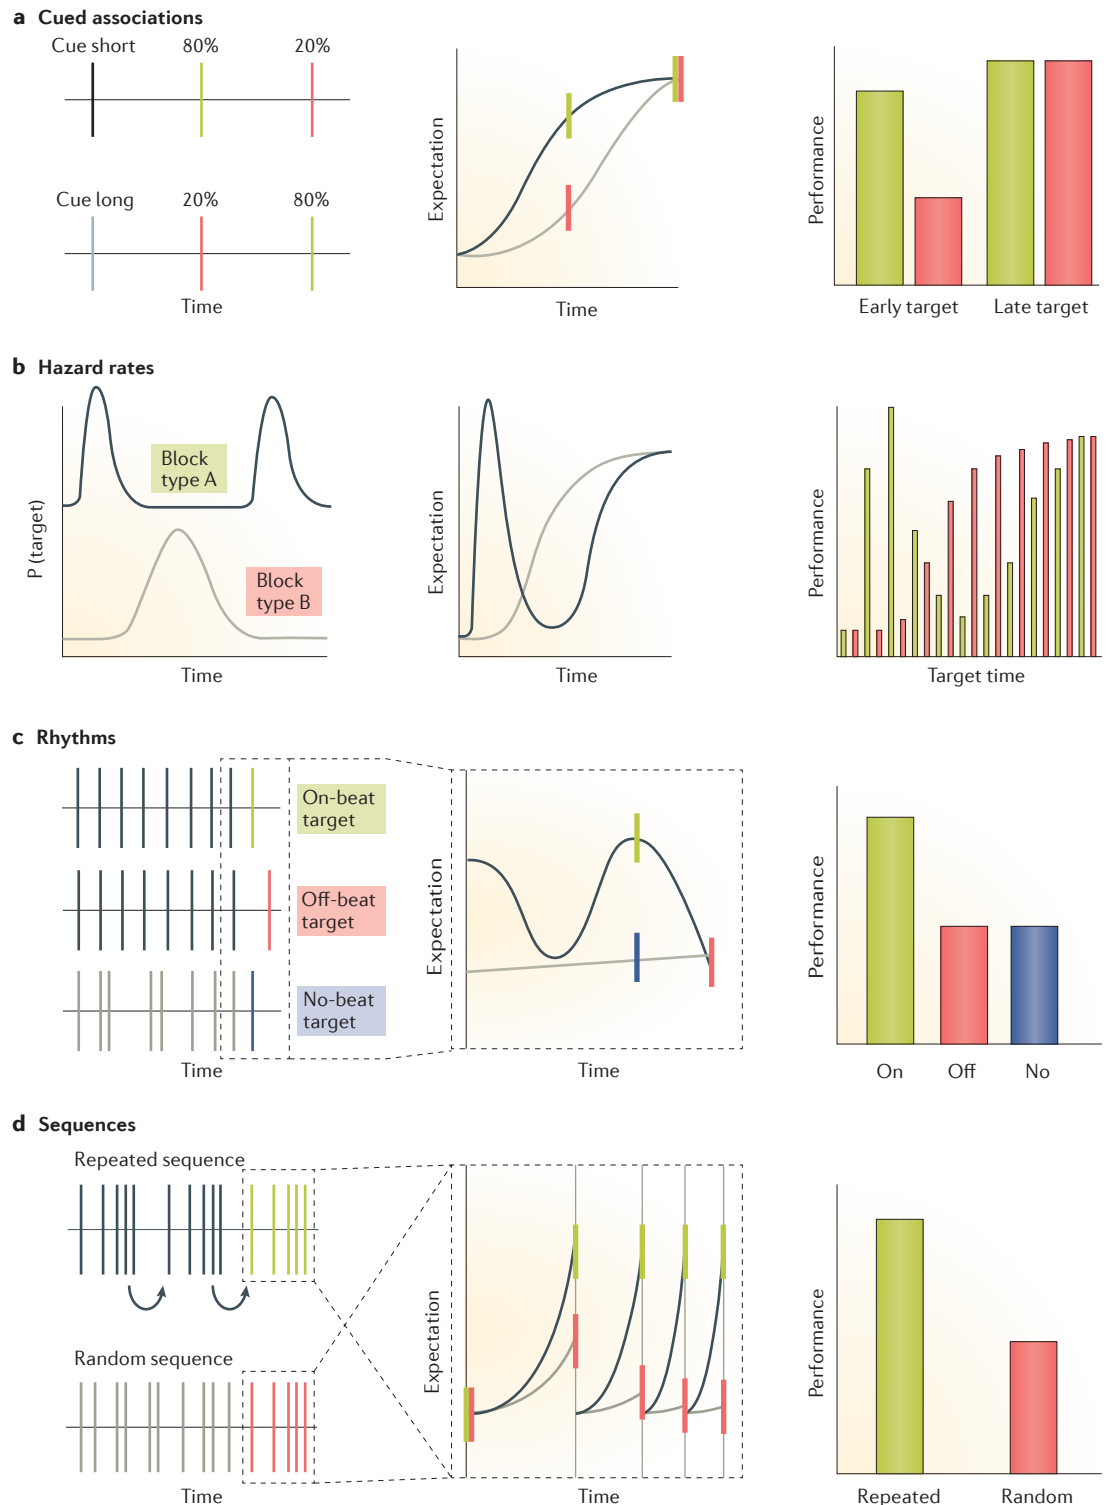 a Cued associations
Cue short 80% 20%
Cue long 20% 80%
Time
Expectation
Time
Performance
Early target Late target
b Hazard rates
P (target)
Block
type A
Block
type B
Time
Expectation
Time
Performance
Target time
c Rhythms
On-beat
target
Off-beat
target
No-beat
target
Time
Expectation
Time
Performance
On Off No
d Sequences
Repeated sequence
Random sequence
Time
Expectation
Time
Performance
Repeated Random